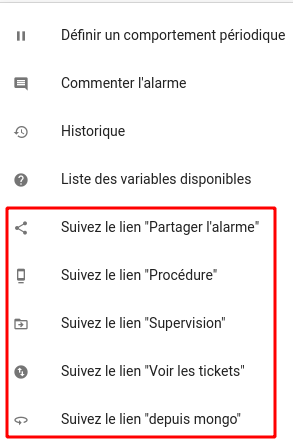 Définir un comportement périodique
Commenter l'alarme
Historique
Liste des variables disponibles
Suivez le lien "Partager l'alarme"
Suivez le lien "Procédure"
Suivez le lien "Supervision"
Suivez le lien "Voir les tickets"
Suivez le lien "depuis mongo"